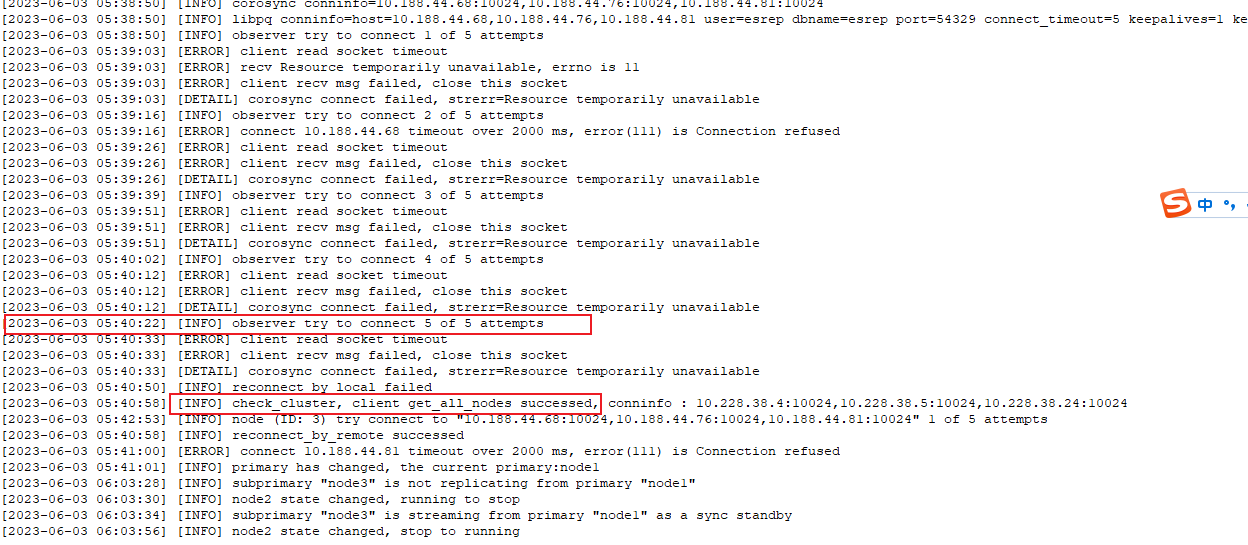 [2023-06-03 05:38:50] [INFO] corosync conninfo=10.188.44.68:10024,10.188.44.76:10024,10.188.44.81:10024
[2023-06-03 05:38:50] [INFO] libpq conninfo=host=10.188.44.68,10.188.44.76,10.188.44.81 user=esrep dbname=esrep port=54329 connect_timeout=5 keepalives=1 ke
[2023-06-03 05:38:50] [INFO] observer try to connect 1 of 5 attempts
[2023-06-03 05:39:03] [ERROR] client read socket timeout
[2023-06-03 05:39:03] [ERROR] recv Resource temporarily unavailable, errno is 11
[2023-06-03 05:39:03] [ERROR] client recv msg failed, close this socket
[2023-06-03 05:39:03] [DETAIL] corosync connect failed, strerr=Resource temporarily unavailable
[2023-06-03 05:39:16] [INFO] observer try to connect 2 of 5 attempts
[2023-06-03 05:39:16] [ERROR] connect 10.188.44.68 timeout over 2000 ms, error(111) is Connection refused
[2023-06-03 05:39:26] [ERROR] client read socket timeout
[2023-06-03 05:39:26] [ERROR] client recv msg failed, close this socket
[2023-06-03 05:39:26] [DETAIL] corosync connect failed, strerr=Resource temporarily unavailable
[2023-06-03 05:39:39] [INFO] observer try to connect 3 of 5 attempts
[2023-06-03 05:39:51] [ERROR] client read socket timeout
[2023-06-03 05:39:51] [ERROR] client recv msg failed, close this socket
[2023-06-03 05:39:51] [DETAIL] corosync connect failed, strerr=Resource temporarily unavailable
[2023-06-03 05:40:02] [INFO] observer try to connect 4 of 5 attempts
[2023-06-03 05:40:12] [ERROR] client read socket timeout
[2023-06-03 05:40:12] [ERROR] client recv msg failed, close this socket
[2023-06-03 05:40:12] [DETAIL] corosync connect failed, strerr=Resource temporarily unavailable
[2023-06-03 05:40:22] [INFO] observer try to connect 5 of 5 attempts
[2023-06-03 05:40:33] [ERROR] client read socket timeout
[2023-06-03 05:40:33] [ERROR] client recv msg failed, close this socket
[2023-06-03 05:40:33] [DETAIL] corosync connect failed, strerr=Resource temporarily unavailable
[2023-06-03 05:40:50] [INFO] reconnect by local failed
[2023-06-03 05:40:58] [INFO] check_cluster, client get_all_nodes successed, conninfo : 10.228.38.4:10024,10.228.38.5:10024,10.228.38.24:10024
[2023-06-03 05:42:53] [INFO] node (ID: 3) try connect to "10.188.44.68:10024,10.188.44.76:10024,10.188.44.81:10024" 1 of 5 attempts
[2023-06-03 05:40:58] [INFO] reconnect_by_remote successed
[2023-06-03 05:41:00] [ERROR] connect 10.188.44.81 timeout over 2000 ms, error(111) is Connection refused
[2023-06-03 05:41:01] [INFO] primary has changed, the current primary:node1
[2023-06-03 06:03:28] [INFO] subprimary "node3" is not replicating from primary "node1"
[2023-06-03 06:03:30] [INFO] node2 state changed, running to stop
[2023-06-03 06:03:34] [INFO] subprimary "node3" is streaming from primary "node1" as a sync standby
[2023-06-03 06:03:56] [INFO] node2 state changed, stop to running
S 中 °,